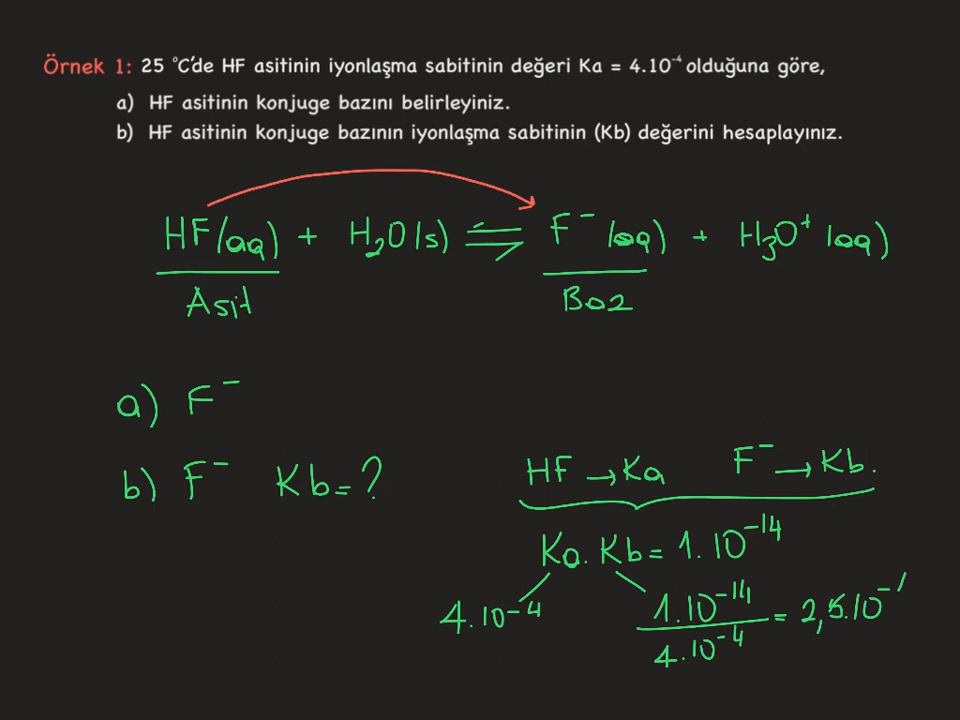 Örnek 1: 25 °C'de HF asitinin iyonlaşma sabitinin değeri Ka = 4.10⁻⁴ olduğuna göre,
a) HF asitinin konjuge bazını belirleyiniz.
b) HF asitinin konjuge bazının iyonlaşma sabitinin (Kb) değerini hesaplayınız.
HF(aq) + H₂O(s) ⇌ F⁻(aq) + H₃O⁺(aq)
Asit Baz
a) F⁻
b) F⁻ Kb = ?
HF → Ka F⁻ → Kb.
Ka. Kb = 1.10⁻¹⁴
4.10⁻⁴
1.10⁻¹⁴ / 4.10⁻⁴ = 2,5.10⁻